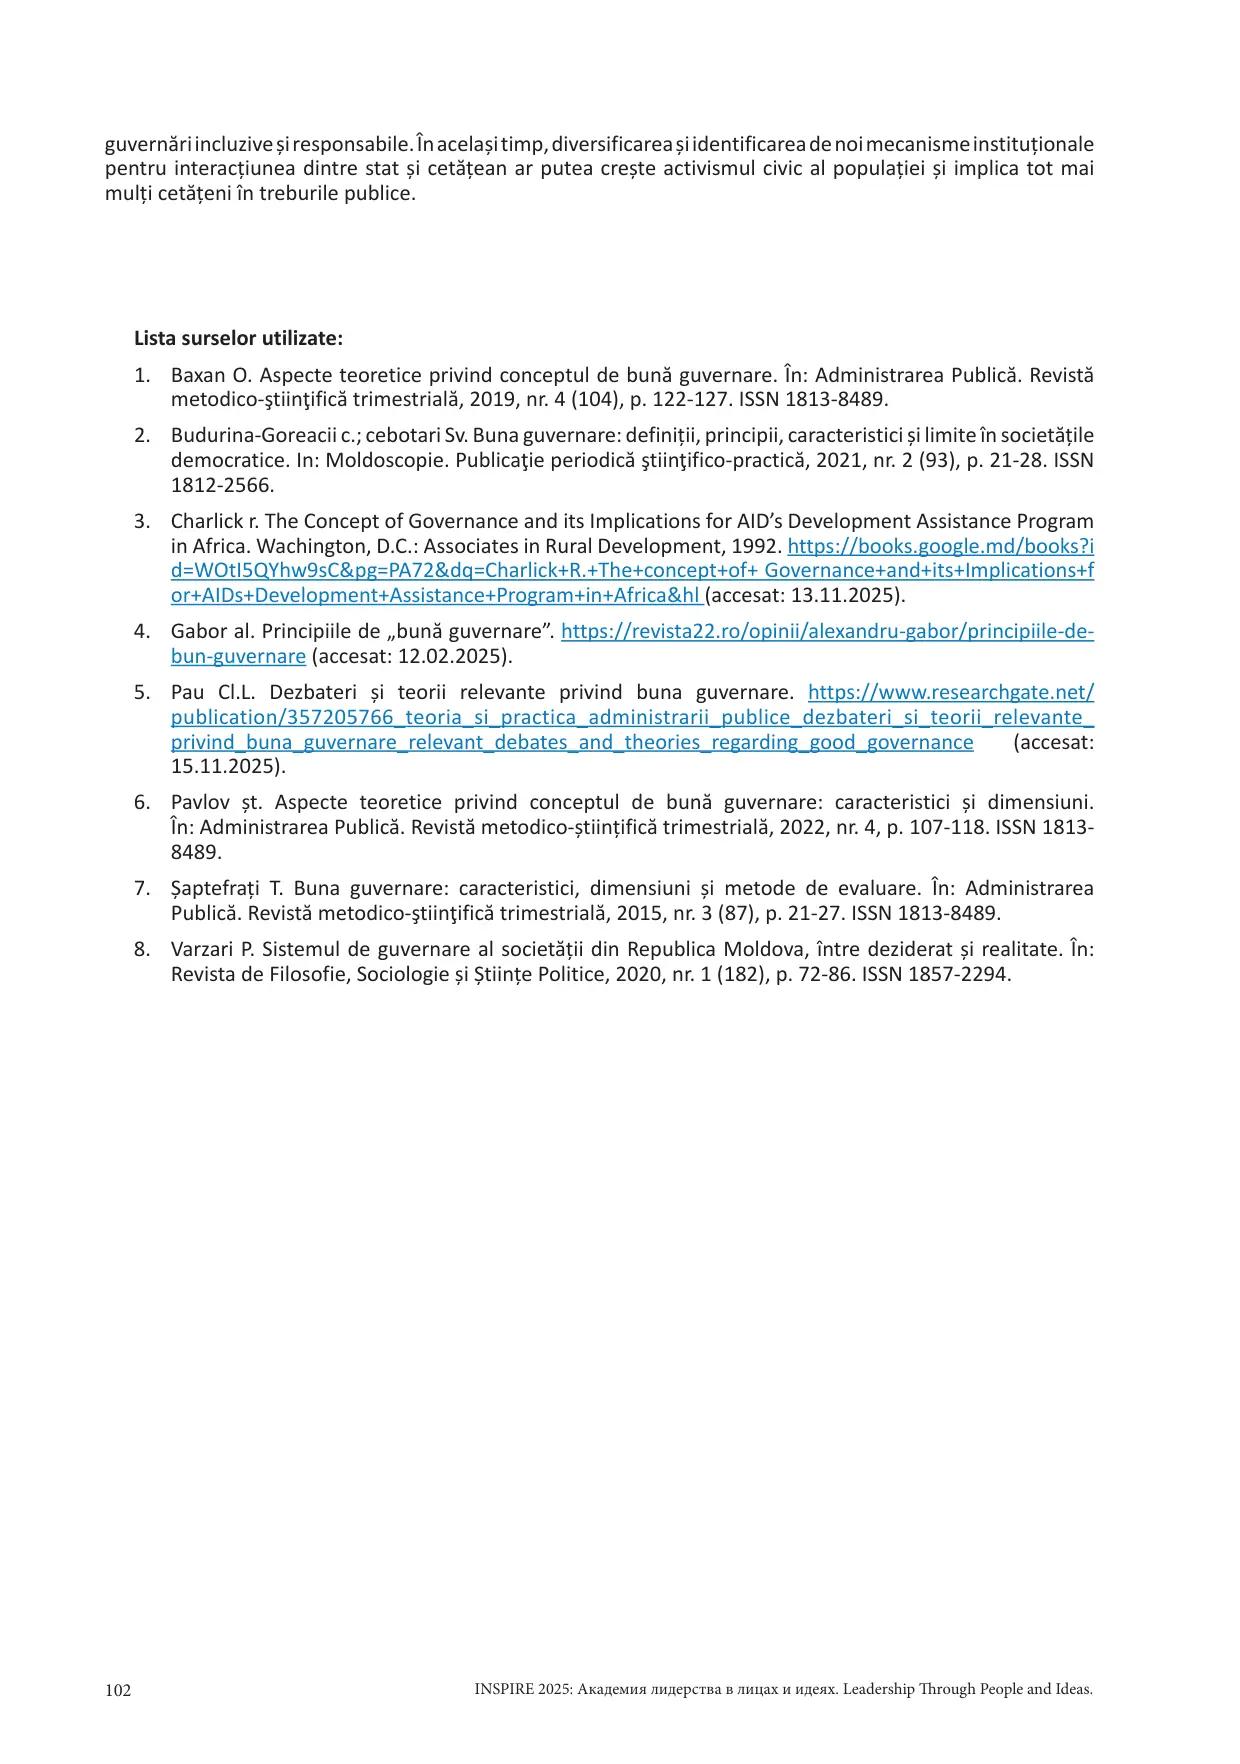 guvernări incluzive și responsabile. În același timp, diversificarea și identificarea de noi mecanisme instituționale
pentru interacțiunea dintre stat și cetățean ar putea crește activismul civic al populației și implica tot mai
mulți cetățeni în treburile publice.
Lista surselor utilizate:
1. Baxan O. Aspecte teoretice privind conceptul de bună guvernare. În: Administrarea Publică. Revistă
metodico-ştiinţifică trimestrială, 2019, nr. 4 (104), p. 122-127. ISSN 1813-8489.
2. Budurina-Goreacii c.; cebotari Sv. Buna guvernare: definiții, principii, caracteristici și limite în societățile
democratice. In: Moldoscopie. Publicaţie periodică ştiinţifico-practică, 2021, nr. 2 (93), p. 21-28. ISSN
1812-2566.
3. Charlick r. The Concept of Governance and its Implications for AID’s Development Assistance Program
in Africa. Wachington, D.C.: Associates in Rural Development, 1992. https://books.google.md/books?i
d=WOtI5QYhw9sC&pg=PA72&dq=Charlick+R.+The+concept+of+ Governance+and+its+Implications+f
or+AIDs+Development+Assistance+Program+in+Africa&hl (accesat: 13.11.2025).
4. Gabor al. Principiile de „bună guvernare”. https://revista22.ro/opinii/alexandru-gabor/principiile-de-
bun-guvernare (accesat: 12.02.2025).
5. Pau Cl.L. Dezbateri și teorii relevante privind buna guvernare. https://www.researchgate.net/
publication/357205766_teoria_si_practica_administrarii_publice_dezbateri_si_teorii_relevante_
privind_buna_guvernare_relevant_debates_and_theories_regarding_good_governance (accesat:
15.11.2025).
6. Pavlov șt. Aspecte teoretice privind conceptul de bună guvernare: caracteristici și dimensiuni.
În: Administrarea Publică. Revistă metodico-științifică trimestrială, 2022, nr. 4, p. 107-118. ISSN 1813-
8489.
7. Șaptefrați T. Buna guvernare: caracteristici, dimensiuni și metode de evaluare. În: Administrarea
Publică. Revistă metodico-ştiinţifică trimestrială, 2015, nr. 3 (87), p. 21-27. ISSN 1813-8489.
8. Varzari P. Sistemul de guvernare al societății din Republica Moldova, între deziderat și realitate. În:
Revista de Filosofie, Sociologie și Științe Politice, 2020, nr. 1 (182), p. 72-86. ISSN 1857-2294.
102
INSPIRE 2025: Академия лидерства в лицах и идеях. Leadership Through People and Ideas.